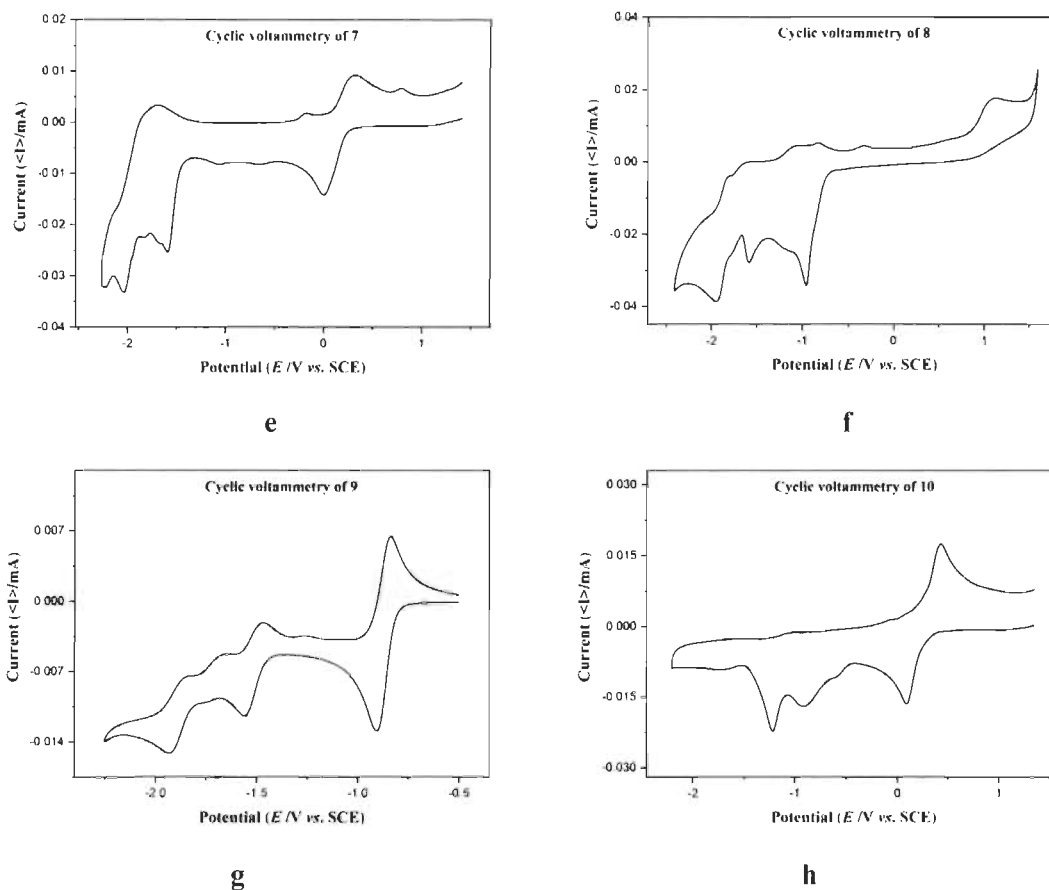 Cyclic voltammetry of 7
0.02
0.01
0.00
-0.01
-0.02
-0.03
-0.04
Current (<I>/mA)
-2
-1
0
1
Potential (E /V vs. SCE)
e
Cyclic voltammetry of 8
0.04
0.02
0.00
-0.02
-0.04
Current (<I>/mA)
-2
-1
0
1
Potential (E /V vs. SCE)
f
Cyclic voltammetry of 9
0.007
0.000
-0.007
-0.014
Current (<I>/mA)
-2.0
-1.5
-1.0
-0.5
Potential (E /V vs. SCE)
g
Cyclic voltammetry of 10
0.030
0.015
0.000
-0.015
-0.030
Current (<I>/mA)
-2
-1
0
1
Potential (E /V vs. SCE)
h